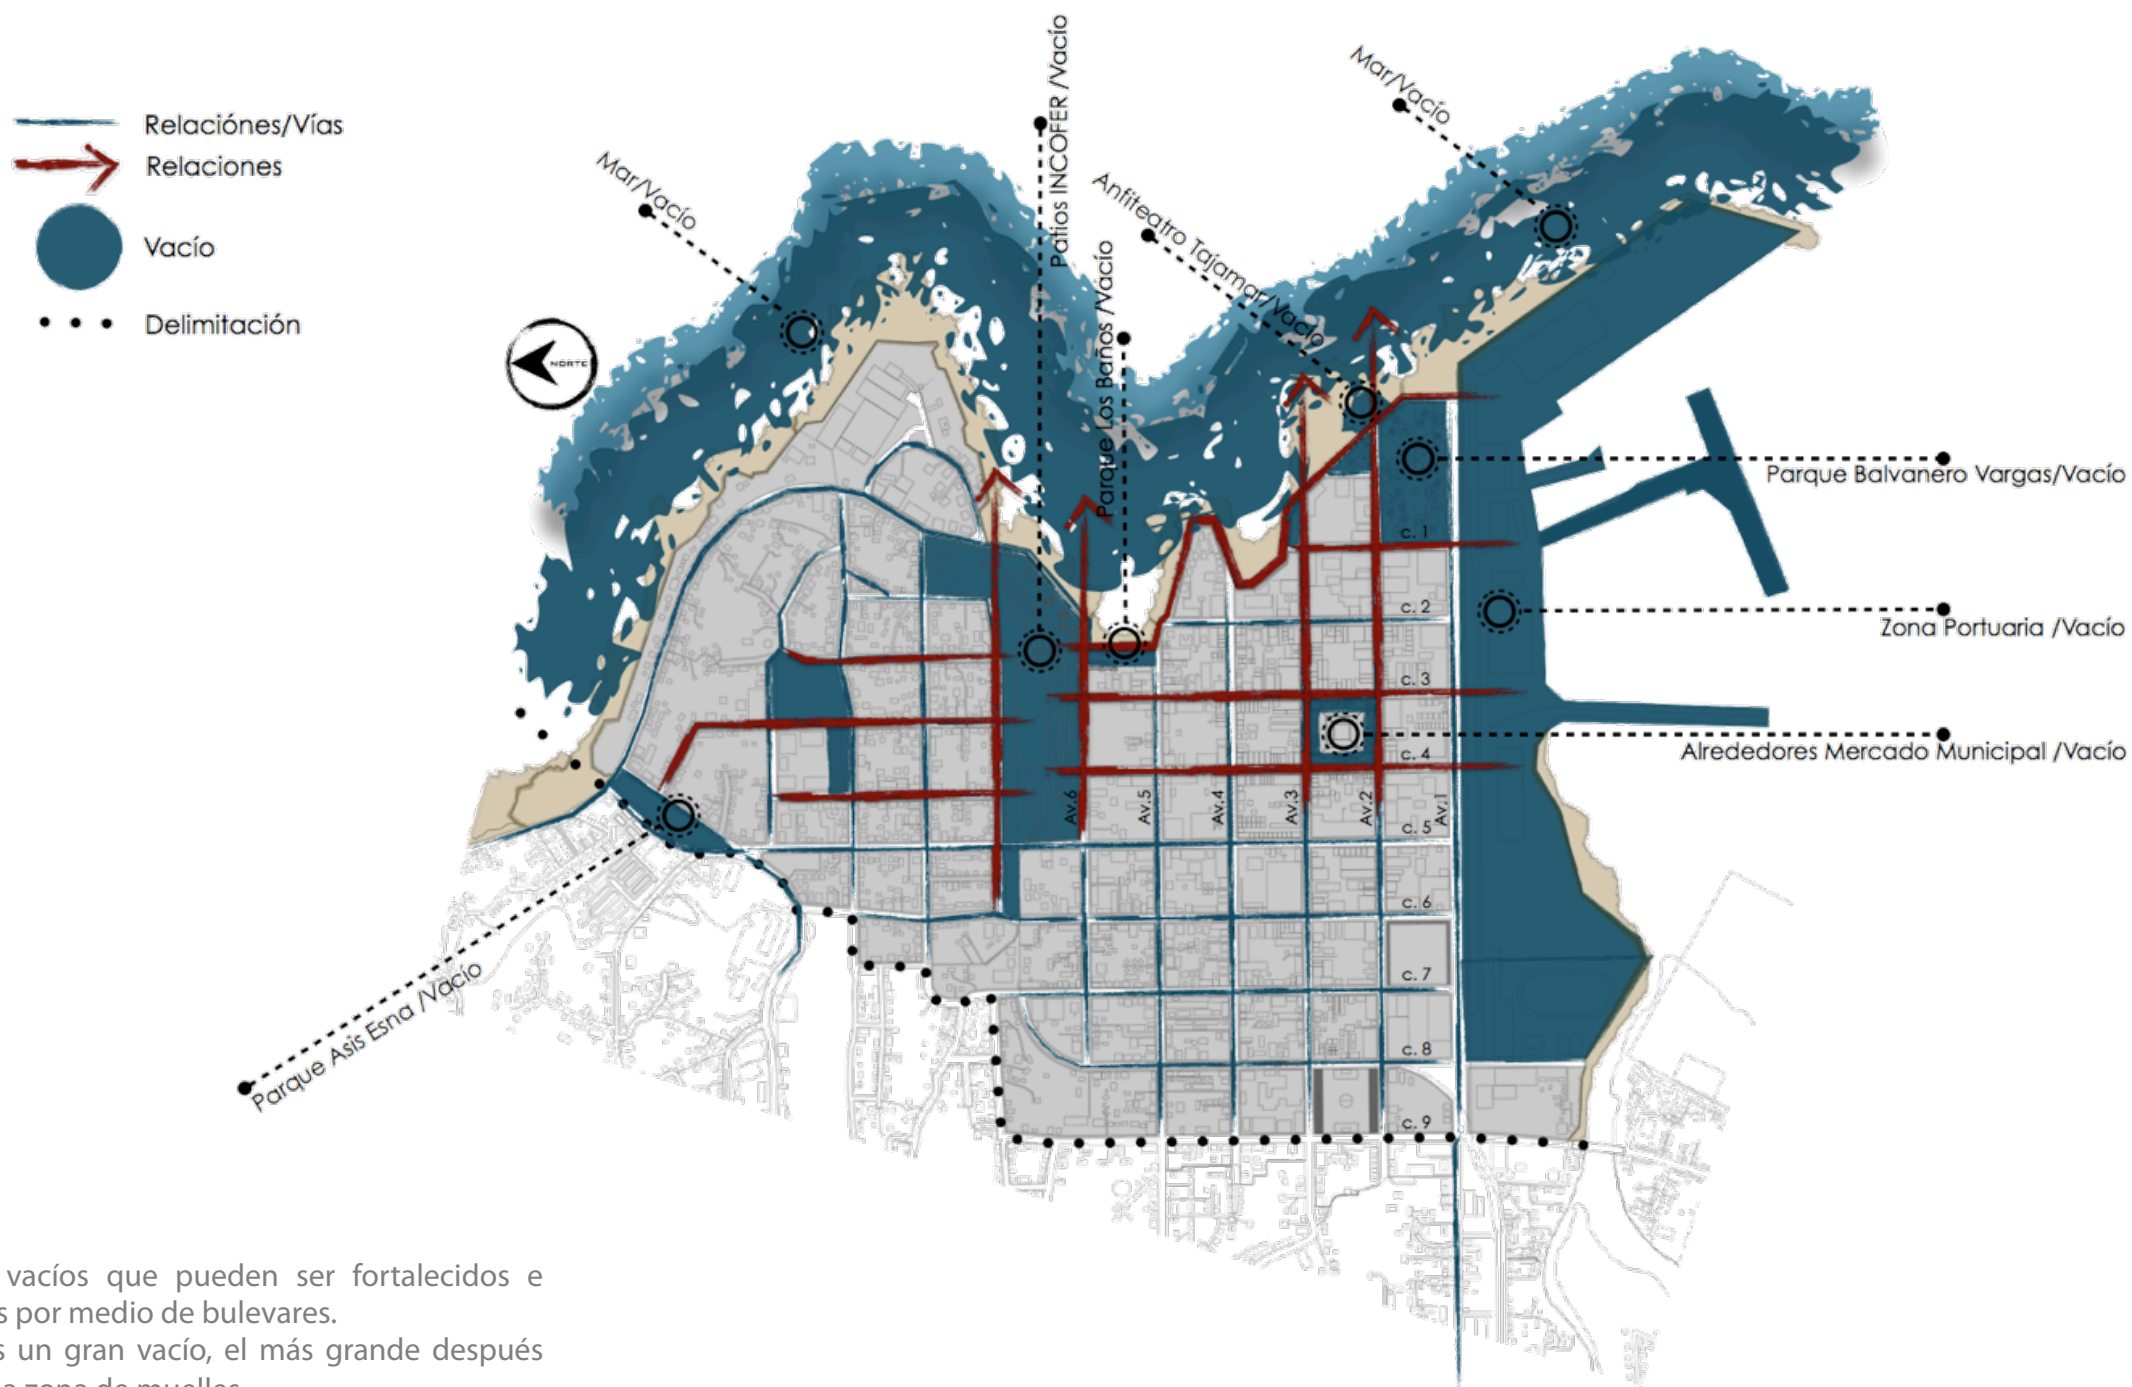 Relaciónes/Vías
Relaciones
Vacío
Delimitación
NORTE
Mar/Vacío
Patios INCOFER /Vacío
Parque Los Baños /Vacío
Anfiteatro Tajamar/Vacío
Mar/Vacío
Parque Balvanero Vargas/Vacío
Zona Portuaria /Vacío
Alrededores Mercado Municipal /Vacío
Parque Asis Esna /Vacío
c. 1
c. 2
c. 3
c. 4
c. 5
c. 6
c. 7
c. 8
c. 9
Av.6
Av.5
Av.4
Av.3
Av.2
Av.1
vacíos que pueden ser fortalecidos e
s por medio de bulevares.
s un gran vacío, el más grande después
a zona de muelles